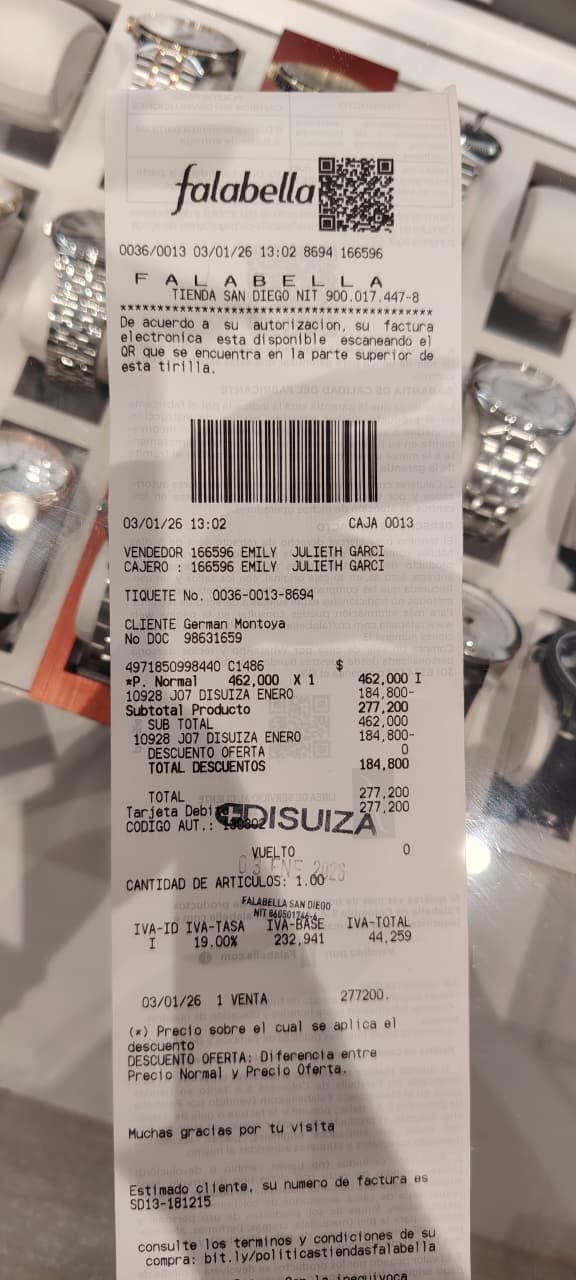 falabella
0036/0013 03/01/26 13:02 8694 166596
F A L A B E L L A
TIENDA SAN DIEGO NIT 900.017.447-8
****************************************
De acuerdo a su autorizacion, su factura
electronica esta disponible escaneando el
QR que se encuentra en la parte superior de
esta tirilla.
03/01/26 13:02 CAJA 0013
VENDEDOR 166596 EMILY JULIETH GARCI
CAJERO : 166596 EMILY JULIETH GARCI
TIQUETE No. 0036-0013-8694
CLIENTE German Montoya
No DOC 98631659
4971850998440 C1486 $
*P. Normal 462,000 X 1 462,000 I
10928 J07 DISUIZA ENERO 184,800-
Subtotal Producto 277,200
SUB TOTAL 462,000
10928 J07 DISUIZA ENERO 184,800-
DESCUENTO OFERTA 0
TOTAL DESCUENTOS 184,800
TOTAL 277,200
Tarjeta Debito 277,200
CODIGO AUT.:
DISUIZA
VUELTO 0
03 ENE 2026
CANTIDAD DE ARTICULOS: 1.00
FALABELLA SAN DIEGO
NIT
IVA-ID IVA-TASA IVA-BASE IVA-TOTAL
I 19.00% 232,941 44,259
03/01/26 1 VENTA 277200.
(*) Precio sobre el cual se aplica el
descuento
DESCUENTO OFERTA: Diferencia entre
Precio Normal y Precio Oferta.
Muchas gracias por tu visita
Estimado cliente, su numero de factura es
SD13-181215
consulte los terminos y condiciones de su
compra: bit.ly/politicastiendasfalabella